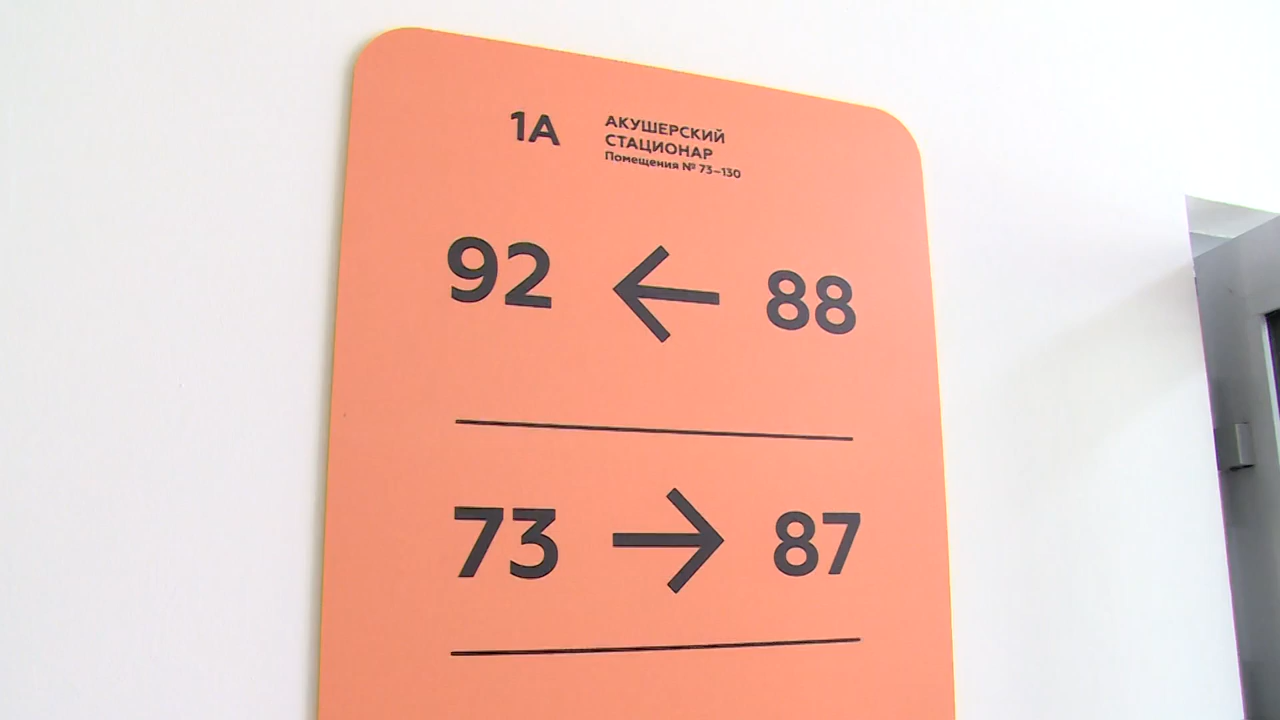 1А
АКУШЕРСКИЙ
СТАЦИОНАР
Помещения № 73–130
92 ← 88
73 → 87